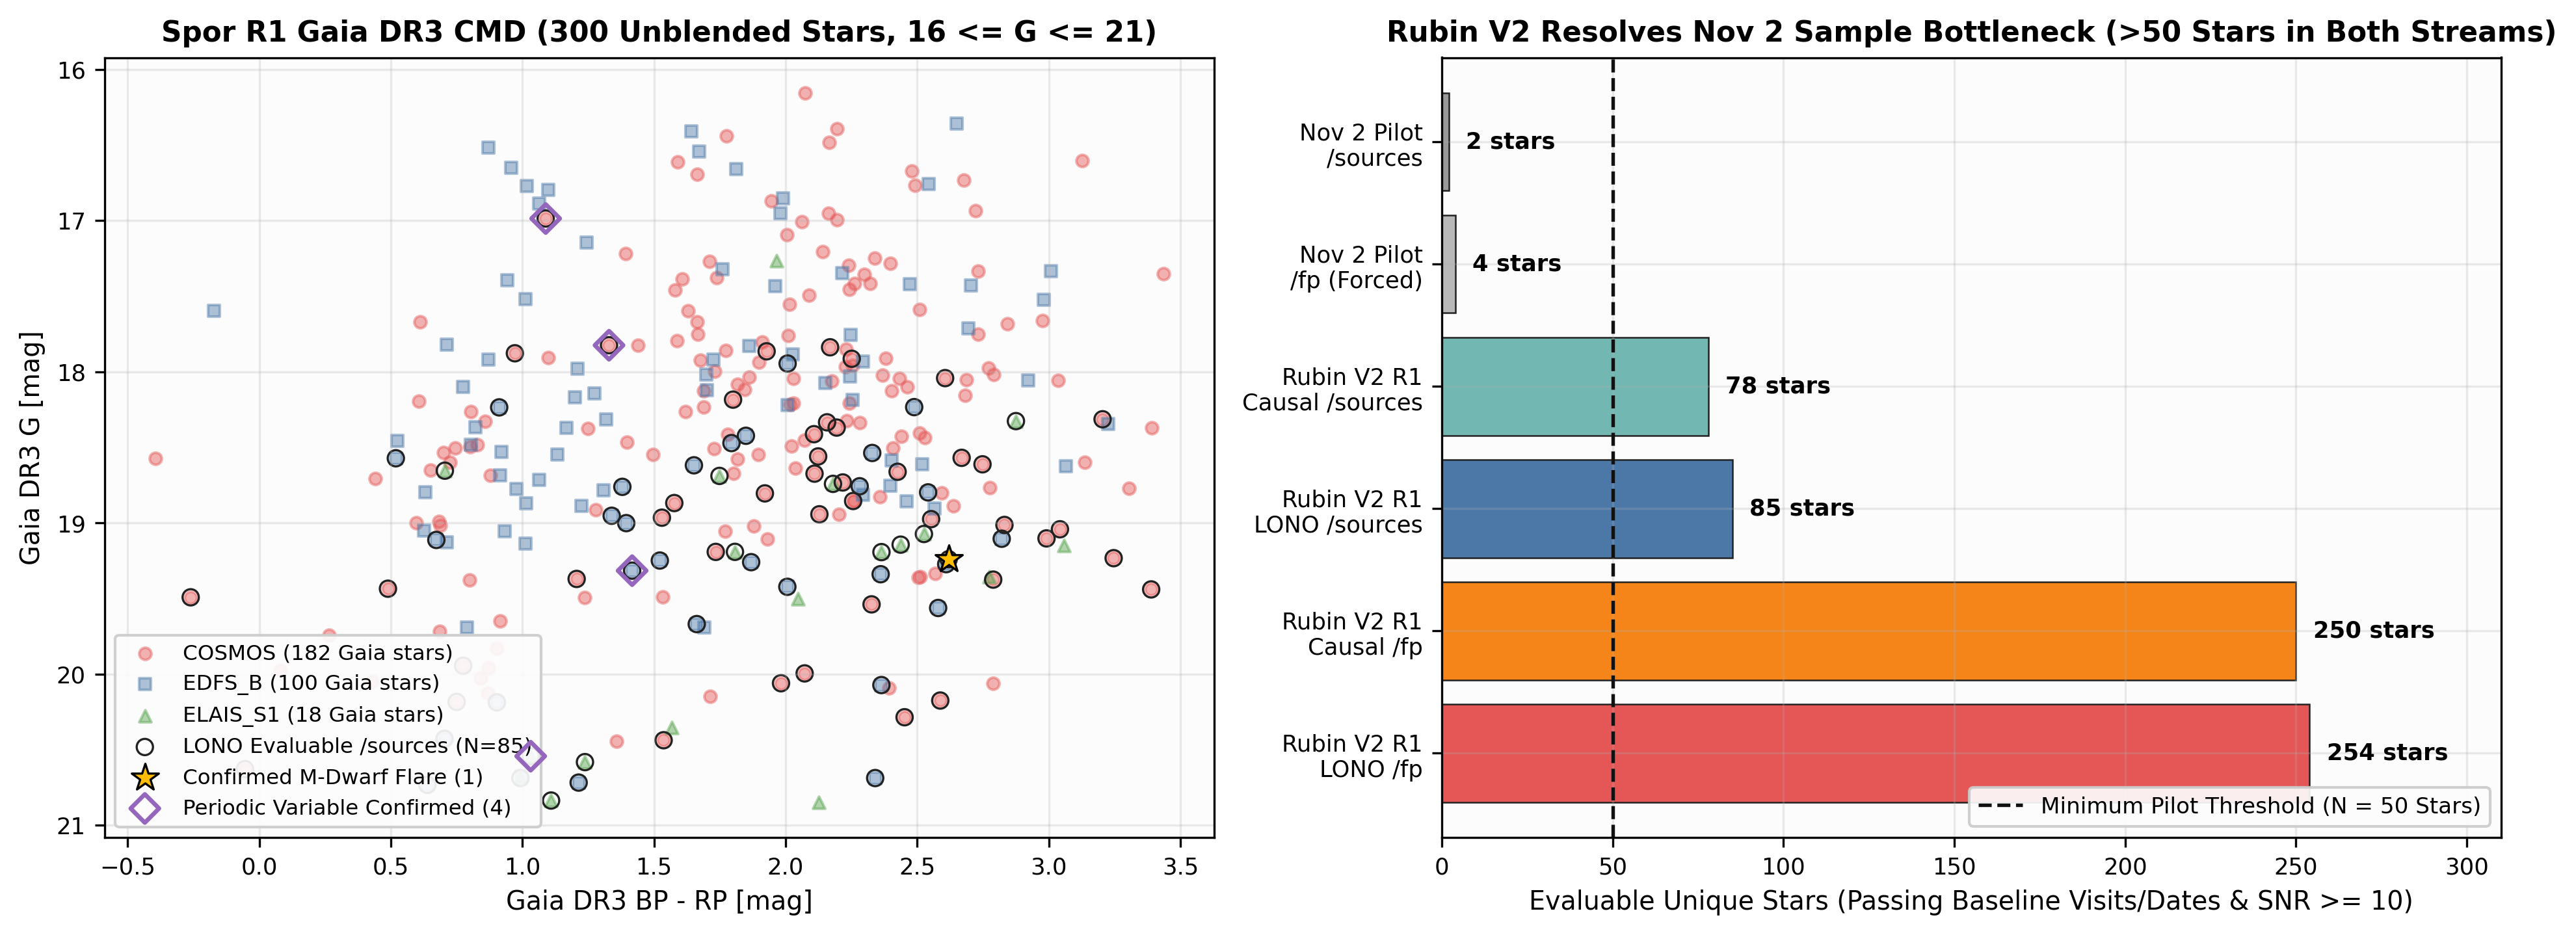 Spor R1 Gaia DR3 CMD (300 Unblended Stars, 16 <= G <= 21)
Gaia DR3 G [mag]
16
17
18
19
20
21
COSMOS (182 Gaia stars)
EDFS_B (100 Gaia stars)
ELAIS_S1 (18 Gaia stars)
LONO Evaluable /sources (N=85)
Confirmed M-Dwarf Flare (1)
Periodic Variable Confirmed (4)
−0.5 0.0 0.5 1.0 1.5 2.0 2.5 3.0 3.5
Gaia DR3 BP - RP [mag]
Rubin V2 Resolves Nov 2 Sample Bottleneck (>50 Stars in Both Streams)
Nov 2 Pilot
/sources
2 stars
Nov 2 Pilot
/fp (Forced)
4 stars
Rubin V2 R1
Causal /sources
78 stars
Rubin V2 R1
LONO /sources
85 stars
Rubin V2 R1
Causal /fp
250 stars
Rubin V2 R1
LONO /fp
254 stars
Minimum Pilot Threshold (N = 50 Stars)
0 50 100 150 200 250 300
Evaluable Unique Stars (Passing Baseline Visits/Dates & SNR >= 10)